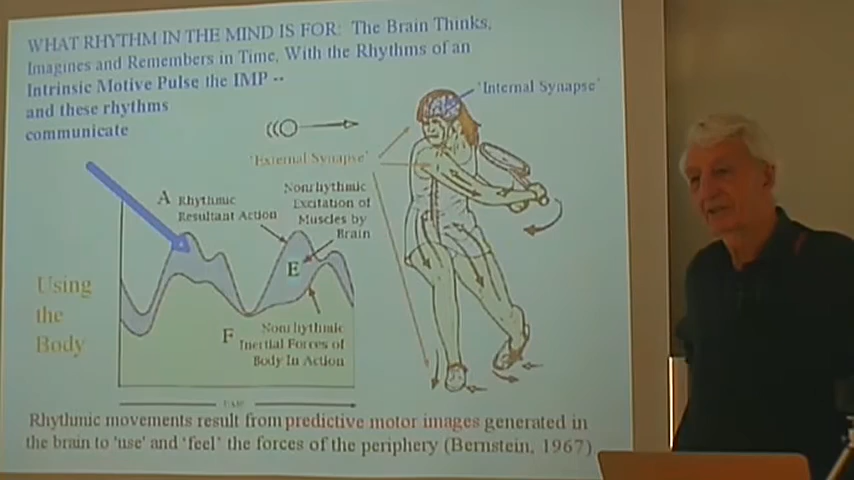 WHAT RHYTHM IN THE MIND IS FOR: The Brain Thinks,
Imagines and Remembers in Time, With the Rhythms of an
Intrinsic Motive Pulse the IMP --
and these rhythms
communicate
'Internal Synapse'
'External Synapse'
A Rhythmic
Resultant Action
Nonrhythmic
Excitation of
Muscles by
Brain
E
Using
the
Body
F Nonrhythmic
Inertial Forces of
Body In Action
Rhythmic movements result from predictive motor images generated in
the brain to 'use' and 'feel' the forces of the periphery (Bernstein, 1967)